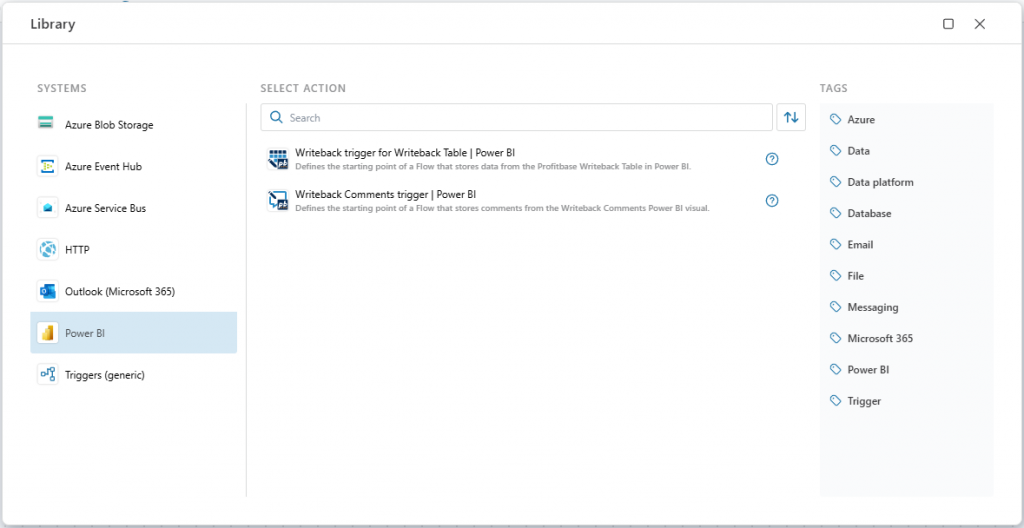 Library
SYSTEMS
Azure Blob Storage
Azure Event Hub
Azure Service Bus
HTTP
Outlook (Microsoft 365)
Power BI
Triggers (generic)
SELECT ACTION
Search
Writeback trigger for Writeback Table | Power BI
Defines the starting point of a Flow that stores data from the Profitbase Writeback Table in Power BI.
Writeback Comments trigger | Power BI
Defines the starting point of a Flow that stores comments from the Writeback Comments Power BI visual.
TAGS
Azure
Data
Data platform
Database
Email
File
Messaging
Microsoft 365
Power BI
Trigger